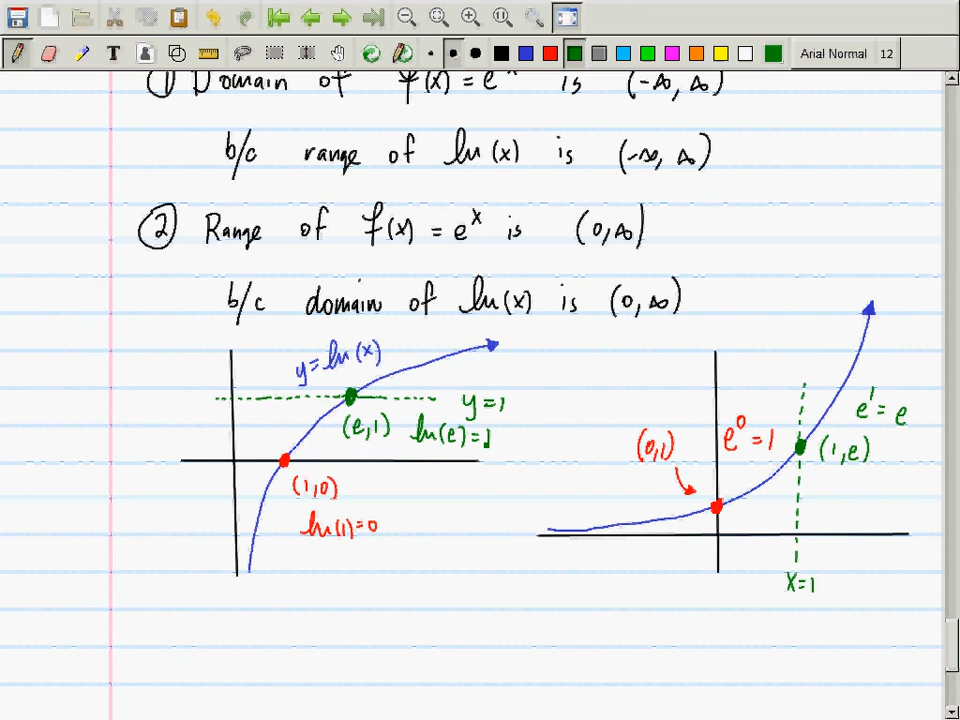 Arial Normal 12
① Domain of f(x) = e^x is (-∞, ∞)
b/c range of ln(x) is (-∞, ∞)
② Range of f(x) = e^x is (0, ∞)
b/c domain of ln(x) is (0, ∞)
y=ln(x)
y=1
(e,1) ln(e)=1
(1,0)
ln(1)=0
e^1 = e
(0,1) e^0 = 1 (1,e)
x=1